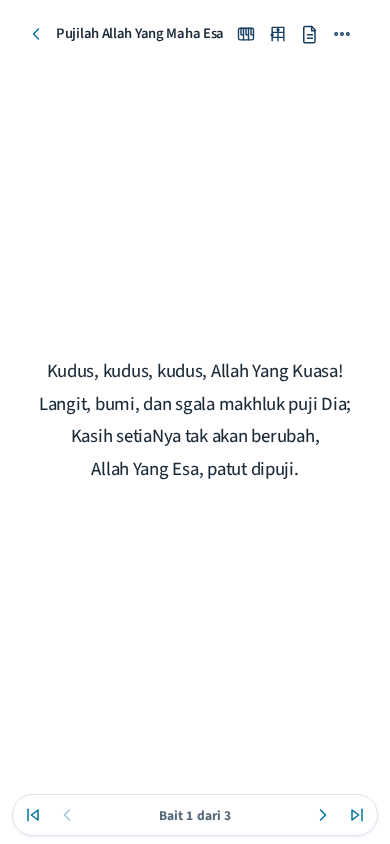 Pujilah Allah Yang Maha Esa
Kudus, kudus, kudus, Allah Yang Kuasa!
Langit, bumi, dan sgala makhluk puji Dia;
Kasih setiaNya tak akan berubah,
Allah Yang Esa, patut dipuji.
Bait 1 dari 3